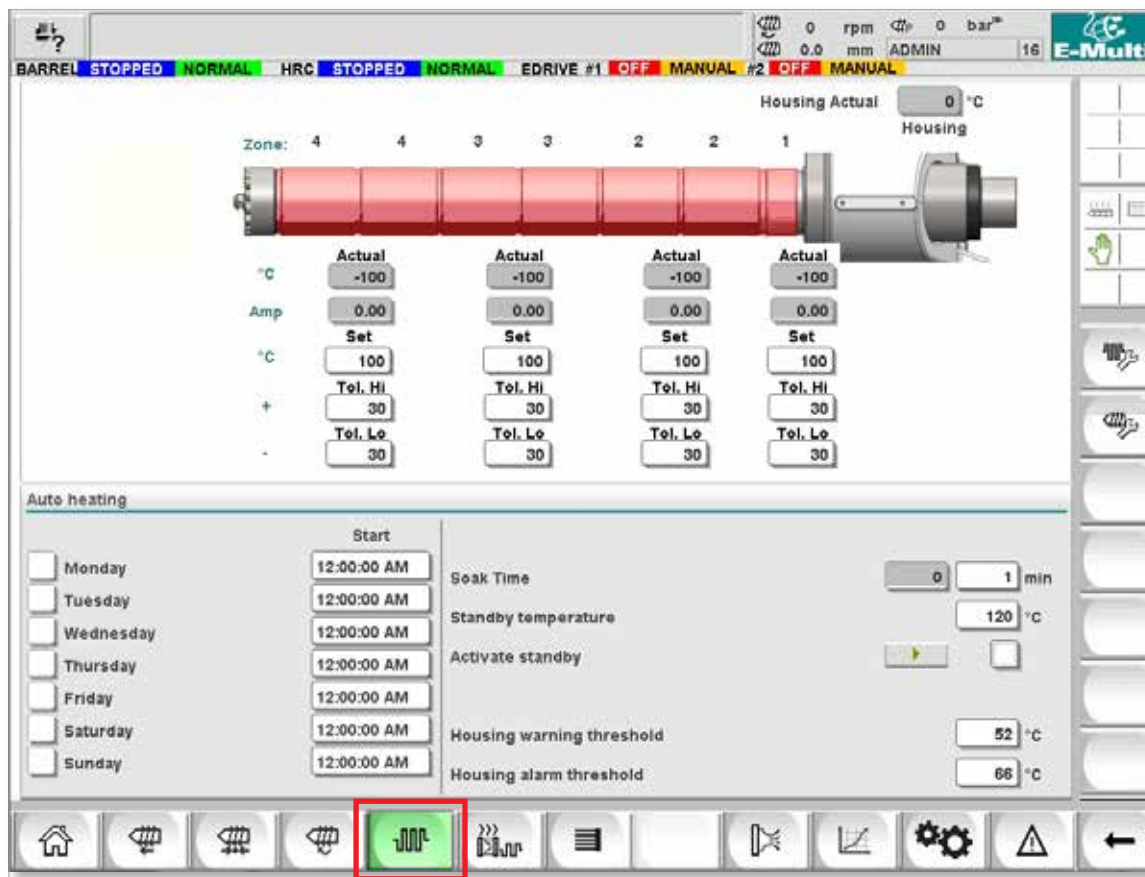 ?
0 rpm 0 bar
0.0 mm ADMIN 16
E-Mult
BARREL STOPPED NORMAL HRC STOPPED NORMAL EDRIVE #1 OFF MANUAL #2 OFF MANUAL
Housing Actual 0 °C
Housing
Zone: 4 4 3 3 2 2 1
Actual Actual Actual Actual
°C -100 -100 -100 -100
Amp 0.00 0.00 0.00 0.00
Set Set Set Set
°C 100 100 100 100
Tol. Hi Tol. Hi Tol. Hi Tol. Hi
+ 30 30 30 30
Tol. Lo Tol. Lo Tol. Lo Tol. Lo
- 30 30 30 30
Auto heating
Start
Monday 12:00:00 AM
Tuesday 12:00:00 AM
Wednesday 12:00:00 AM
Thursday 12:00:00 AM
Friday 12:00:00 AM
Saturday 12:00:00 AM
Sunday 12:00:00 AM
Soak Time 0 1 min
Standby temperature 120 °C
Activate standby
Housing warning threshold 52 °C
Housing alarm threshold 66 °C